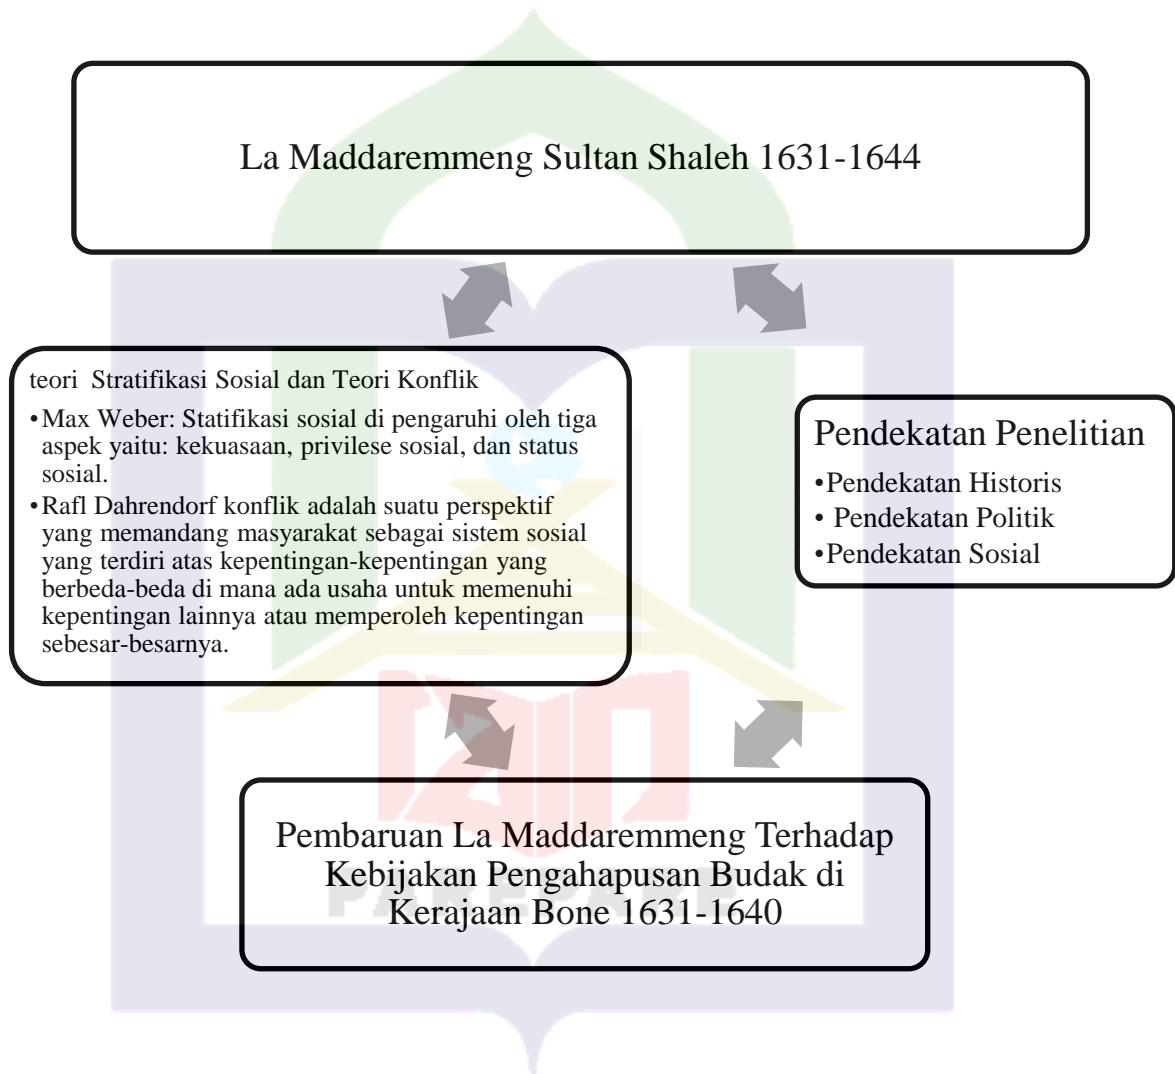 La Maddaremmeng Sultan Shaleh 1631-1644
teori  Stratifikasi Sosial dan Teori Konflik
•Max Weber: Statifikasi sosial di pengaruhi oleh tiga
aspek yaitu: kekuasaan, privilese sosial, dan status
sosial.
•Rafl Dahrendorf konflik adalah suatu perspektif
yang memandang masyarakat sebagai sistem sosial
yang terdiri atas kepentingan-kepentingan yang
berbeda-beda di mana ada usaha untuk memenuhi
kepentingan lainnya atau memperoleh kepentingan
sebesar-besarnya.
Pendekatan Penelitian
•Pendekatan Historis
• Pendekatan Politik
•Pendekatan Sosial
Pembaruan La Maddaremmeng Terhadap
Kebijakan Pengahapusan Budak di
Kerajaan Bone 1631-1640
PAREPARE